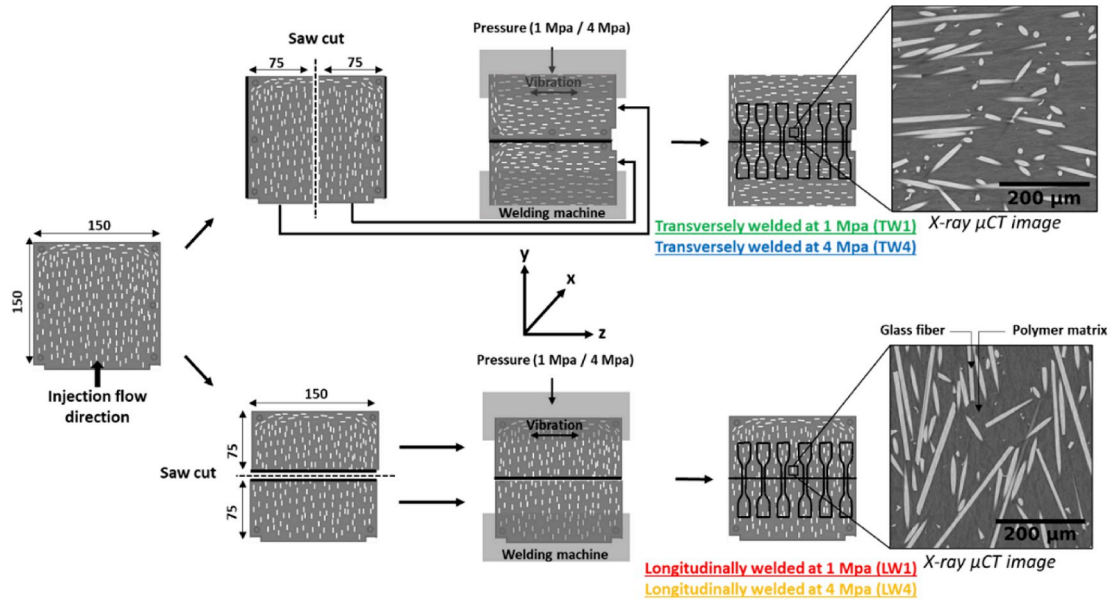 Saw cut
75
75
Pressure (1 Mpa / 4 Mpa)
Vibration
Welding machine
200 µm
X-ray µCT image
Transversely welded at 1 Mpa (TW1)
Transversely welded at 4 Mpa (TW4)
150
150
Injection flow
direction
y
x
z
150
75
Saw cut
75
Pressure (1 Mpa / 4 Mpa)
Vibration
Welding machine
Glass fiber
Polymer matrix
200 µm
X-ray µCT image
Longitudinally welded at 1 Mpa (LW1)
Longitudinally welded at 4 Mpa (LW4)